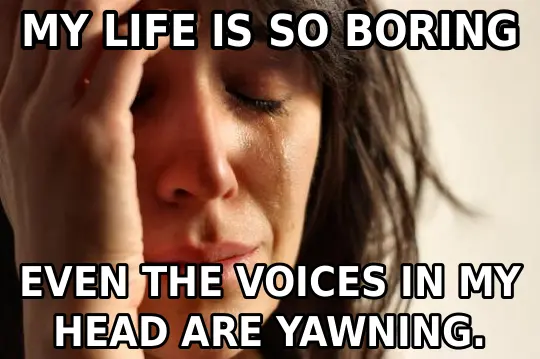 MY LIFE IS SO BORING
EVEN THE VOICES IN MY
HEAD ARE YAWNING.